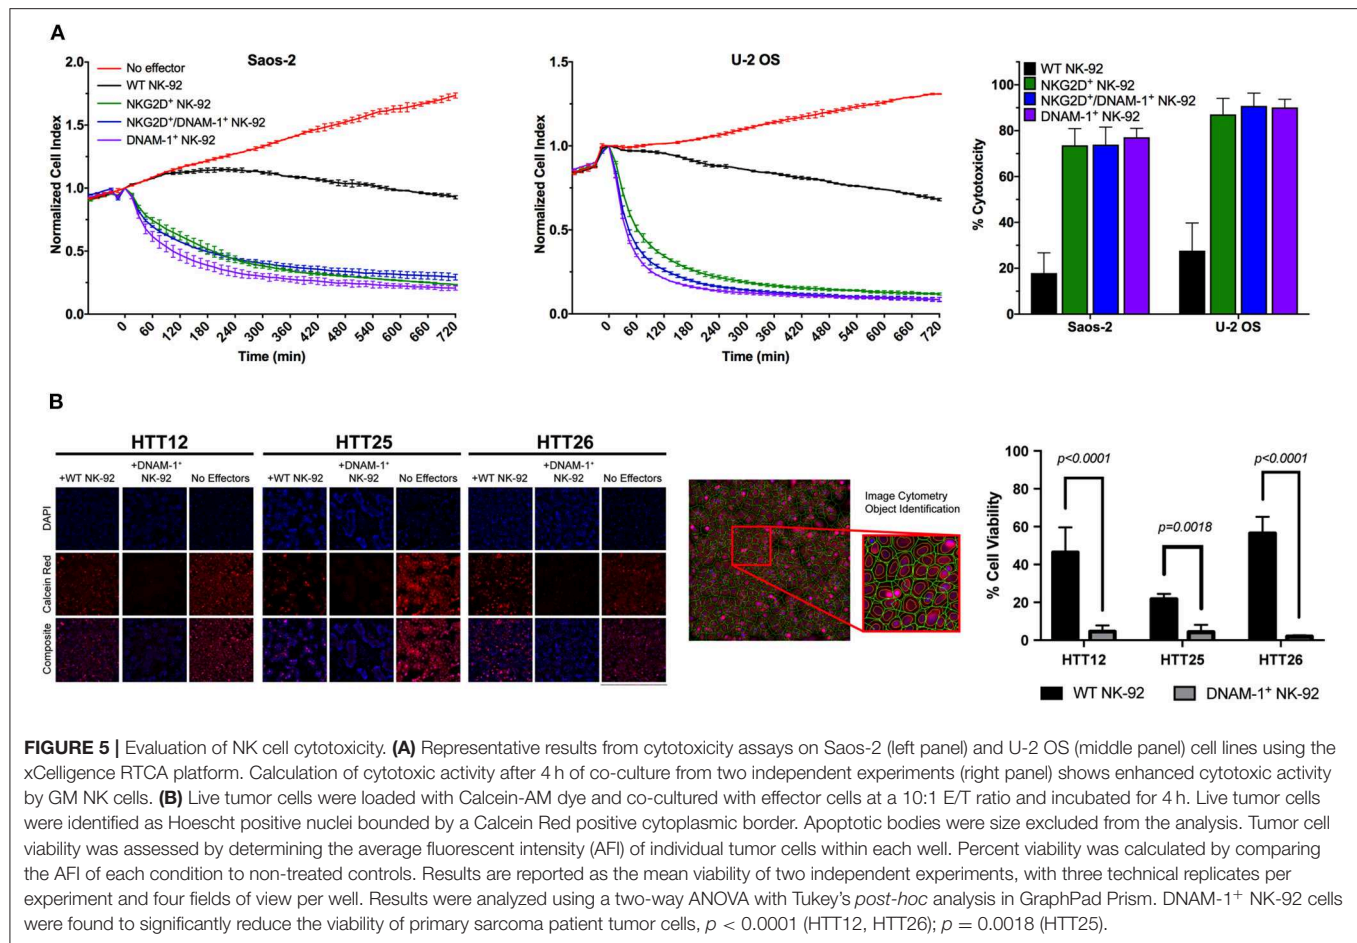 A
Saos-2
2.0
1.5
1.0
0.5
0.0
Normalized Cell Index
No effector
WT NK-92
NKG2D⁺ NK-92
NKG2D⁺/DNAM-1⁺ NK-92
DNAM-1⁺ NK-92
0 60 120 180 240 300 360 420 480 540 600 660 720
Time (min)
U-2 OS
1.5
1.0
0.5
0.0
Normalized Cell Index
0 60 120 180 240 300 360 420 480 540 600 660 720
Time (min)
100
80
60
40
20
0
% Cytotoxicity
WT NK-92
NKG2D⁺ NK-92
NKG2D⁺/DNAM-1⁺ NK-92
DNAM-1⁺ NK-92
Saos-2 U-2 OS
B
HTT12 HTT25 HTT26
+WT NK-92 +DNAM-1⁺ NK-92 No Effectors
+WT NK-92 +DNAM-1⁺ NK-92 No Effectors
+WT NK-92 +DNAM-1⁺ NK-92 No Effectors
DAPI
Calcein Red
Composite
Image Cytometry
Object Identification
100
80
60
40
20
0
% Cell Viability
p<0.0001
p=0.0018
p<0.0001
HTT12 HTT25 HTT26
WT NK-92 DNAM-1⁺ NK-92
FIGURE 5 | Evaluation of NK cell cytotoxicity. (A) Representative results from cytotoxicity assays on Saos-2 (left panel) and U-2 OS (middle panel) cell lines using the
xCelligence RTCA platform. Calculation of cytotoxic activity after 4 h of co-culture from two independent experiments (right panel) shows enhanced cytotoxic activity
by GM NK cells. (B) Live tumor cells were loaded with Calcein-AM dye and co-cultured with effector cells at a 10:1 E/T ratio and incubated for 4 h. Live tumor cells
were identified as Hoescht positive nuclei bounded by a Calcein Red positive cytoplasmic border. Apoptotic bodies were size excluded from the analysis. Tumor cell
viability was assessed by determining the average fluorescent intensity (AFI) of individual tumor cells within each well. Percent viability was calculated by comparing
the AFI of each condition to non-treated controls. Results are reported as the mean viability of two independent experiments, with three technical replicates per
experiment and four fields of view per well. Results were analyzed using a two-way ANOVA with Tukey's post-hoc analysis in GraphPad Prism. DNAM-1⁺ NK-92 cells
were found to significantly reduce the viability of primary sarcoma patient tumor cells, p < 0.0001 (HTT12, HTT26); p = 0.0018 (HTT25).